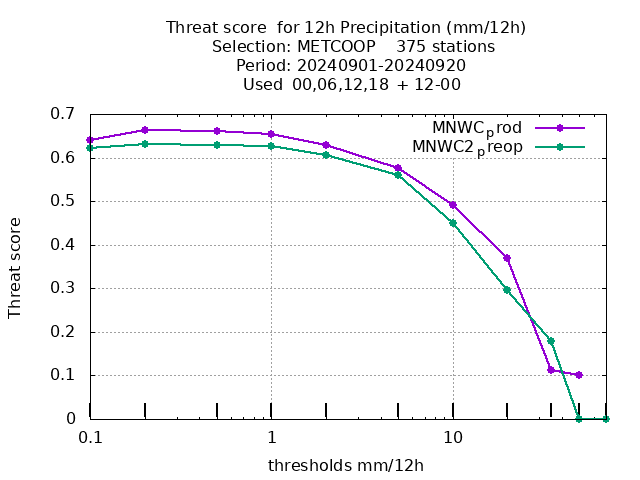 Threat score  for 12h Precipitation (mm/12h)
Selection: METCOOP    375 stations
Period: 20240901-20240920
Used  00,06,12,18 + 12-00
MNWCprod
MNWC2preop
0.7
0.6
0.5
0.4
0.3
0.2
0.1
0
Threat score
0.1
1
10
thresholds mm/12h